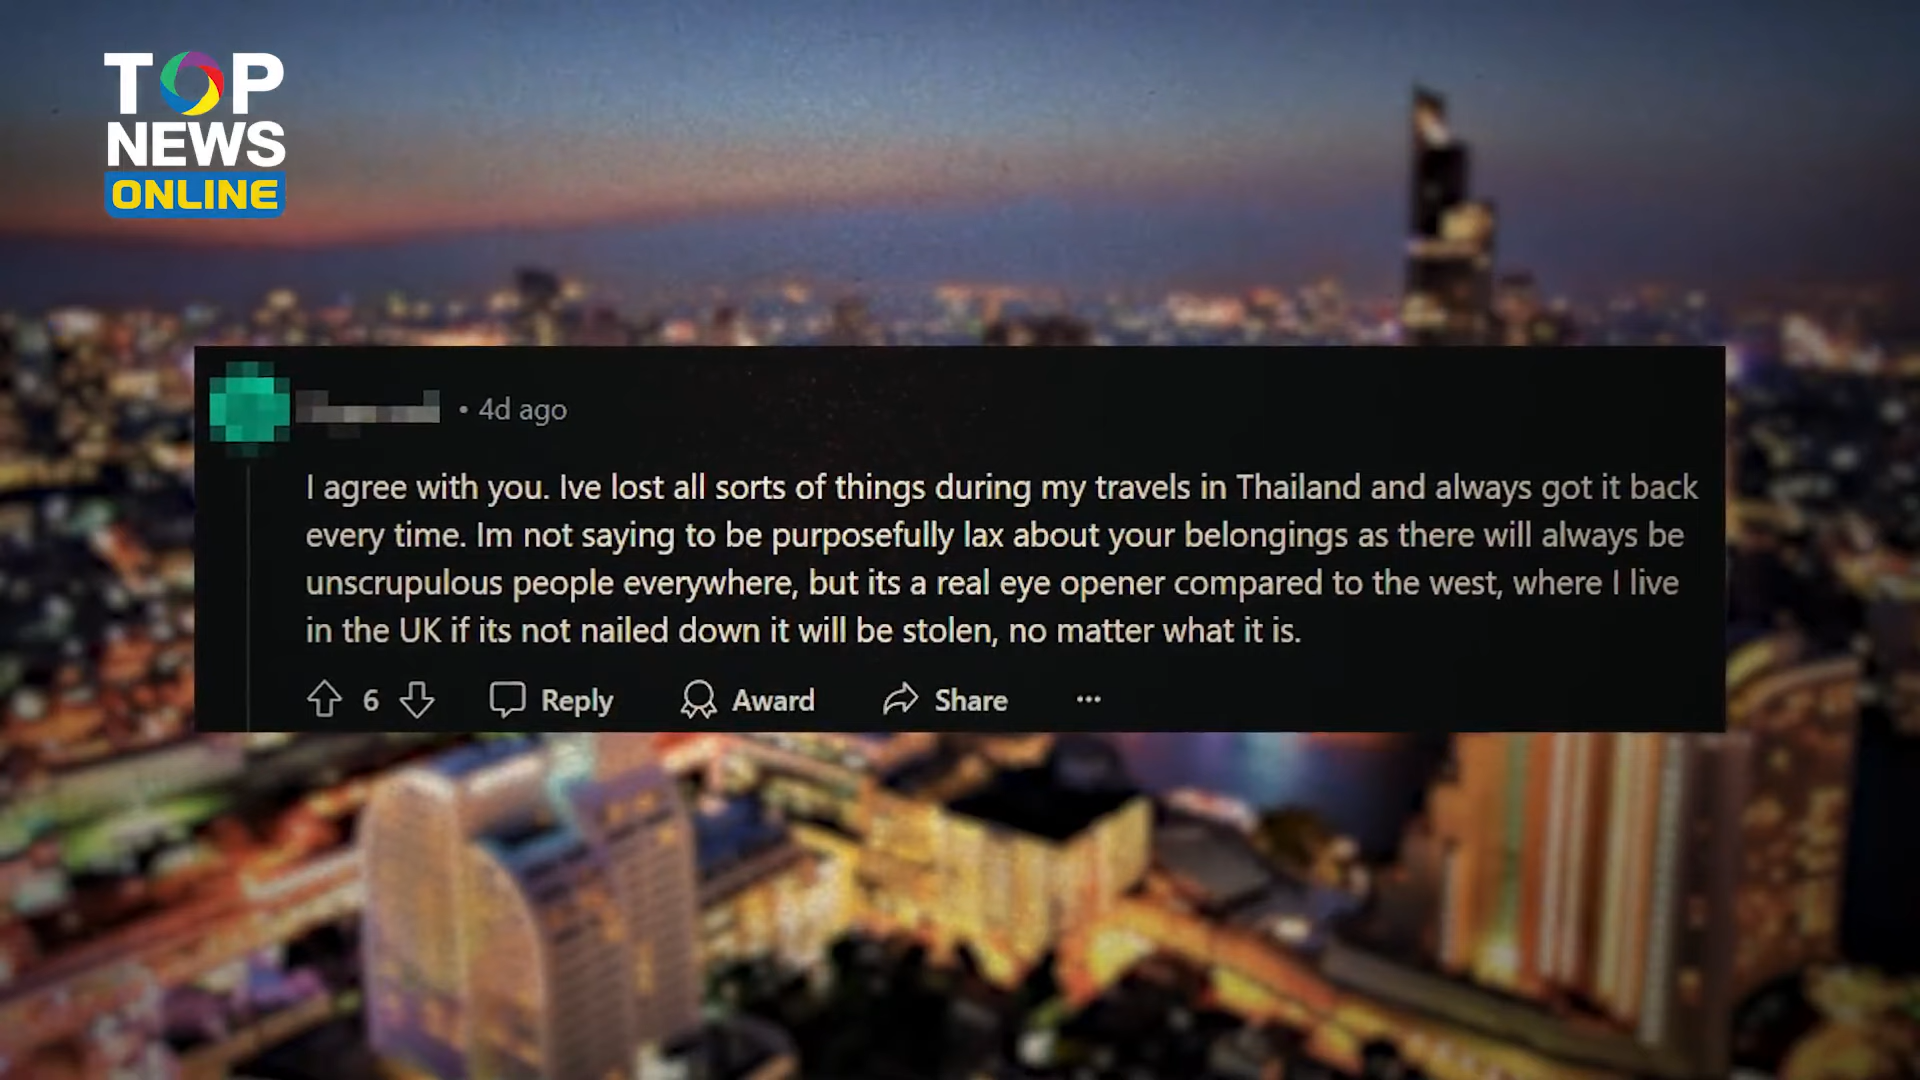 TOP
NEWS
ONLINE
• 4d ago
I agree with you. Ive lost all sorts of things during my travels in Thailand and always got it back
every time. Im not saying to be purposefully lax about your belongings as there will always be
unscrupulous people everywhere, but its a real eye opener compared to the west, where I live
in the UK if its not nailed down it will be stolen, no matter what it is.
6 Reply Award Share ...